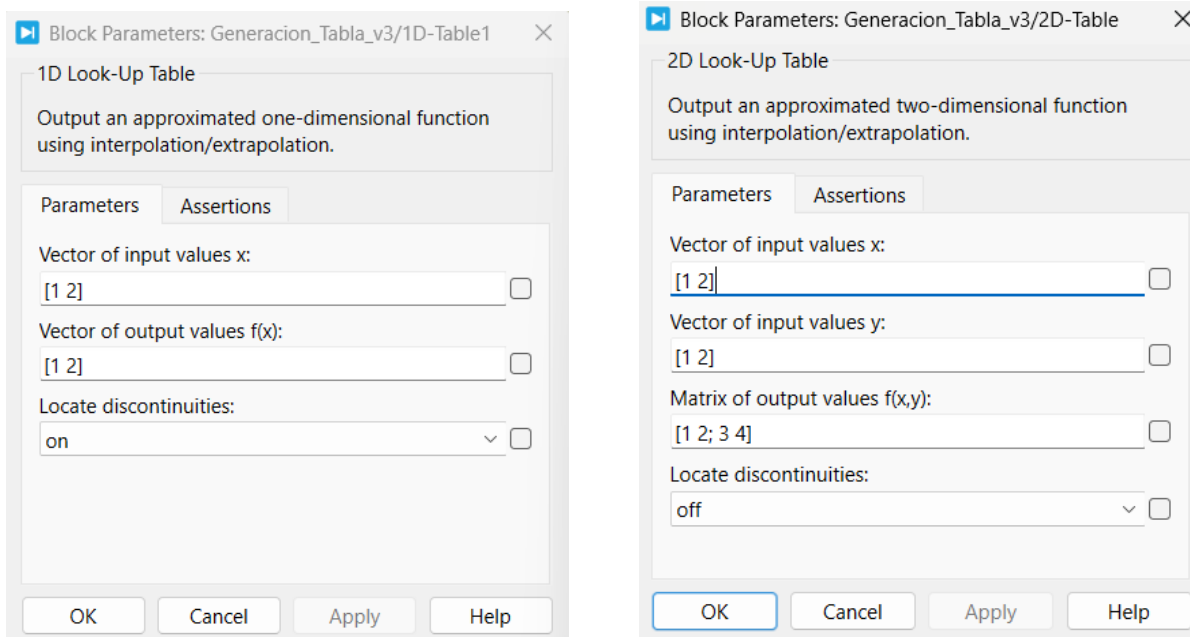 Block Parameters: Generacion_Tabla_v3/1D-Table1
1D Look-Up Table
Output an approximated one-dimensional function
using interpolation/extrapolation.
Parameters
Assertions
Vector of input values x:
[1 2]
Vector of output values f(x):
[1 2]
Locate discontinuities:
on
OK
Cancel
Apply
Help
Block Parameters: Generacion_Tabla_v3/2D-Table
2D Look-Up Table
Output an approximated two-dimensional function
using interpolation/extrapolation.
Parameters
Assertions
Vector of input values x:
[1 2]
Vector of input values y:
[1 2]
Matrix of output values f(x,y):
[1 2; 3 4]
Locate discontinuities:
off
OK
Cancel
Apply
Help